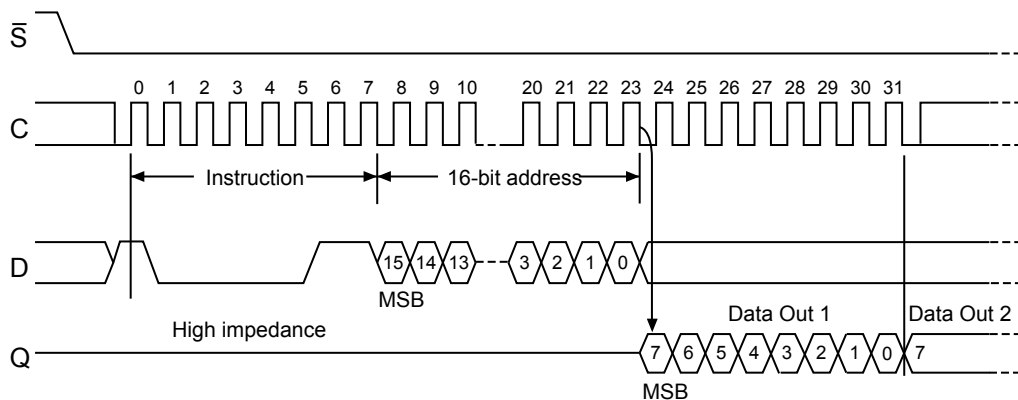 S̅
0 1 2 3 4 5 6 7 8 9 10 20 21 22 23 24 25 26 27 28 29 30 31
C
Instruction 16-bit address
D
15 14 13 3 2 1 0
MSB
Data Out 1 Data Out 2
High impedance
Q
7 6 5 4 3 2 1 0 7
MSB